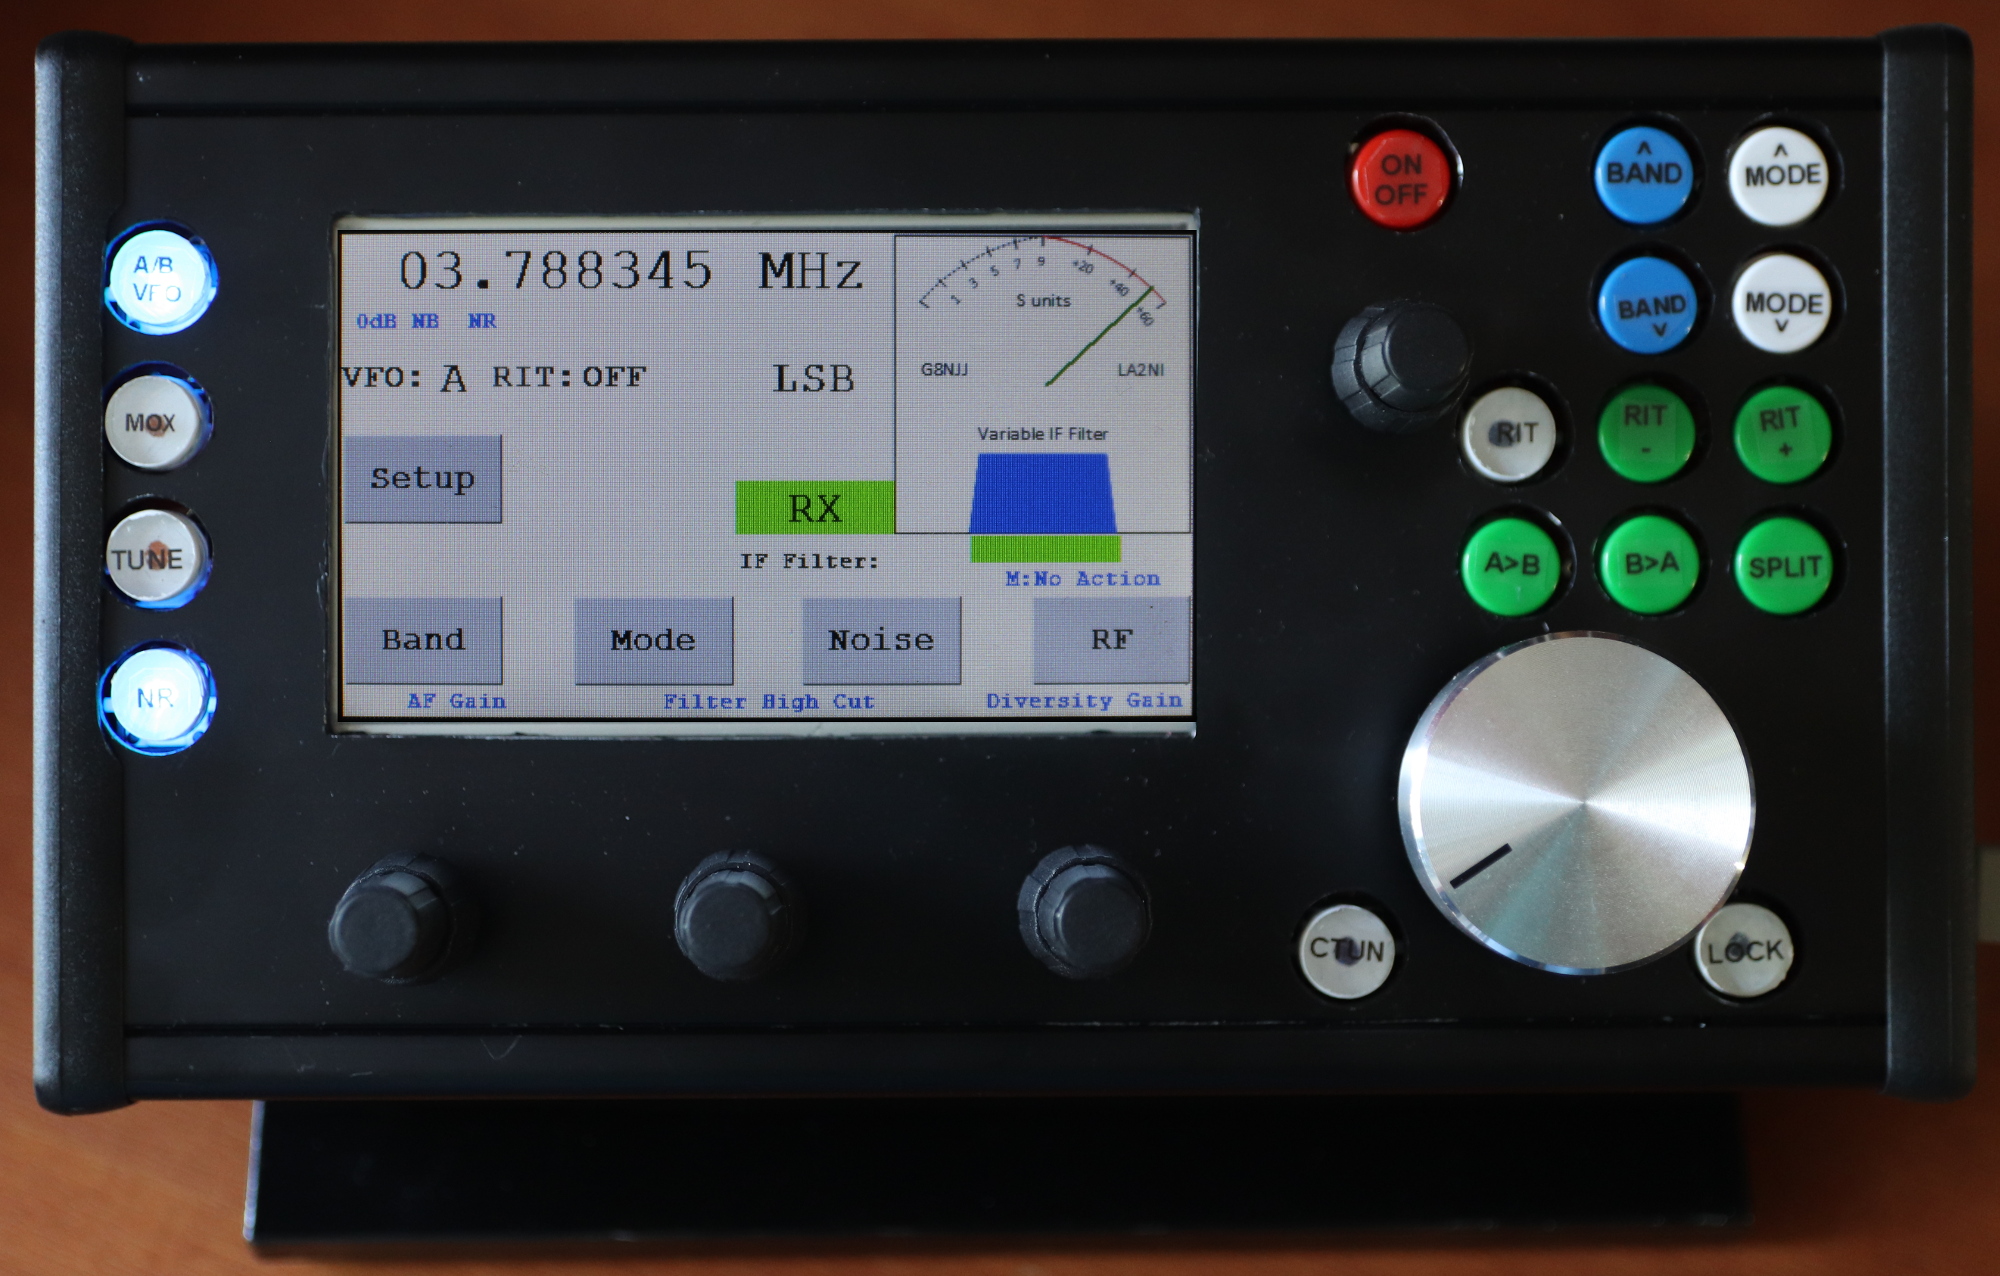 ON
OFF
^
BAND
^
MODE
A/B
VFO
03.788345 MHz
0dB NB NR
1 3 5 7 9 +20 +40 +60
S units
G8NJJ LA2NI
BAND
v
MODE
v
VFO: A RIT: OFF LSB
MOX
RIT
RIT
-
RIT
+
Variable IF Filter
Setup
RX
TUNE
IF Filter:
M:No Action
A>B
B>A
SPLIT
Band
Mode
Noise
RF
NR
AF Gain
Filter High Cut
Diversity Gain
CTUN
LOCK